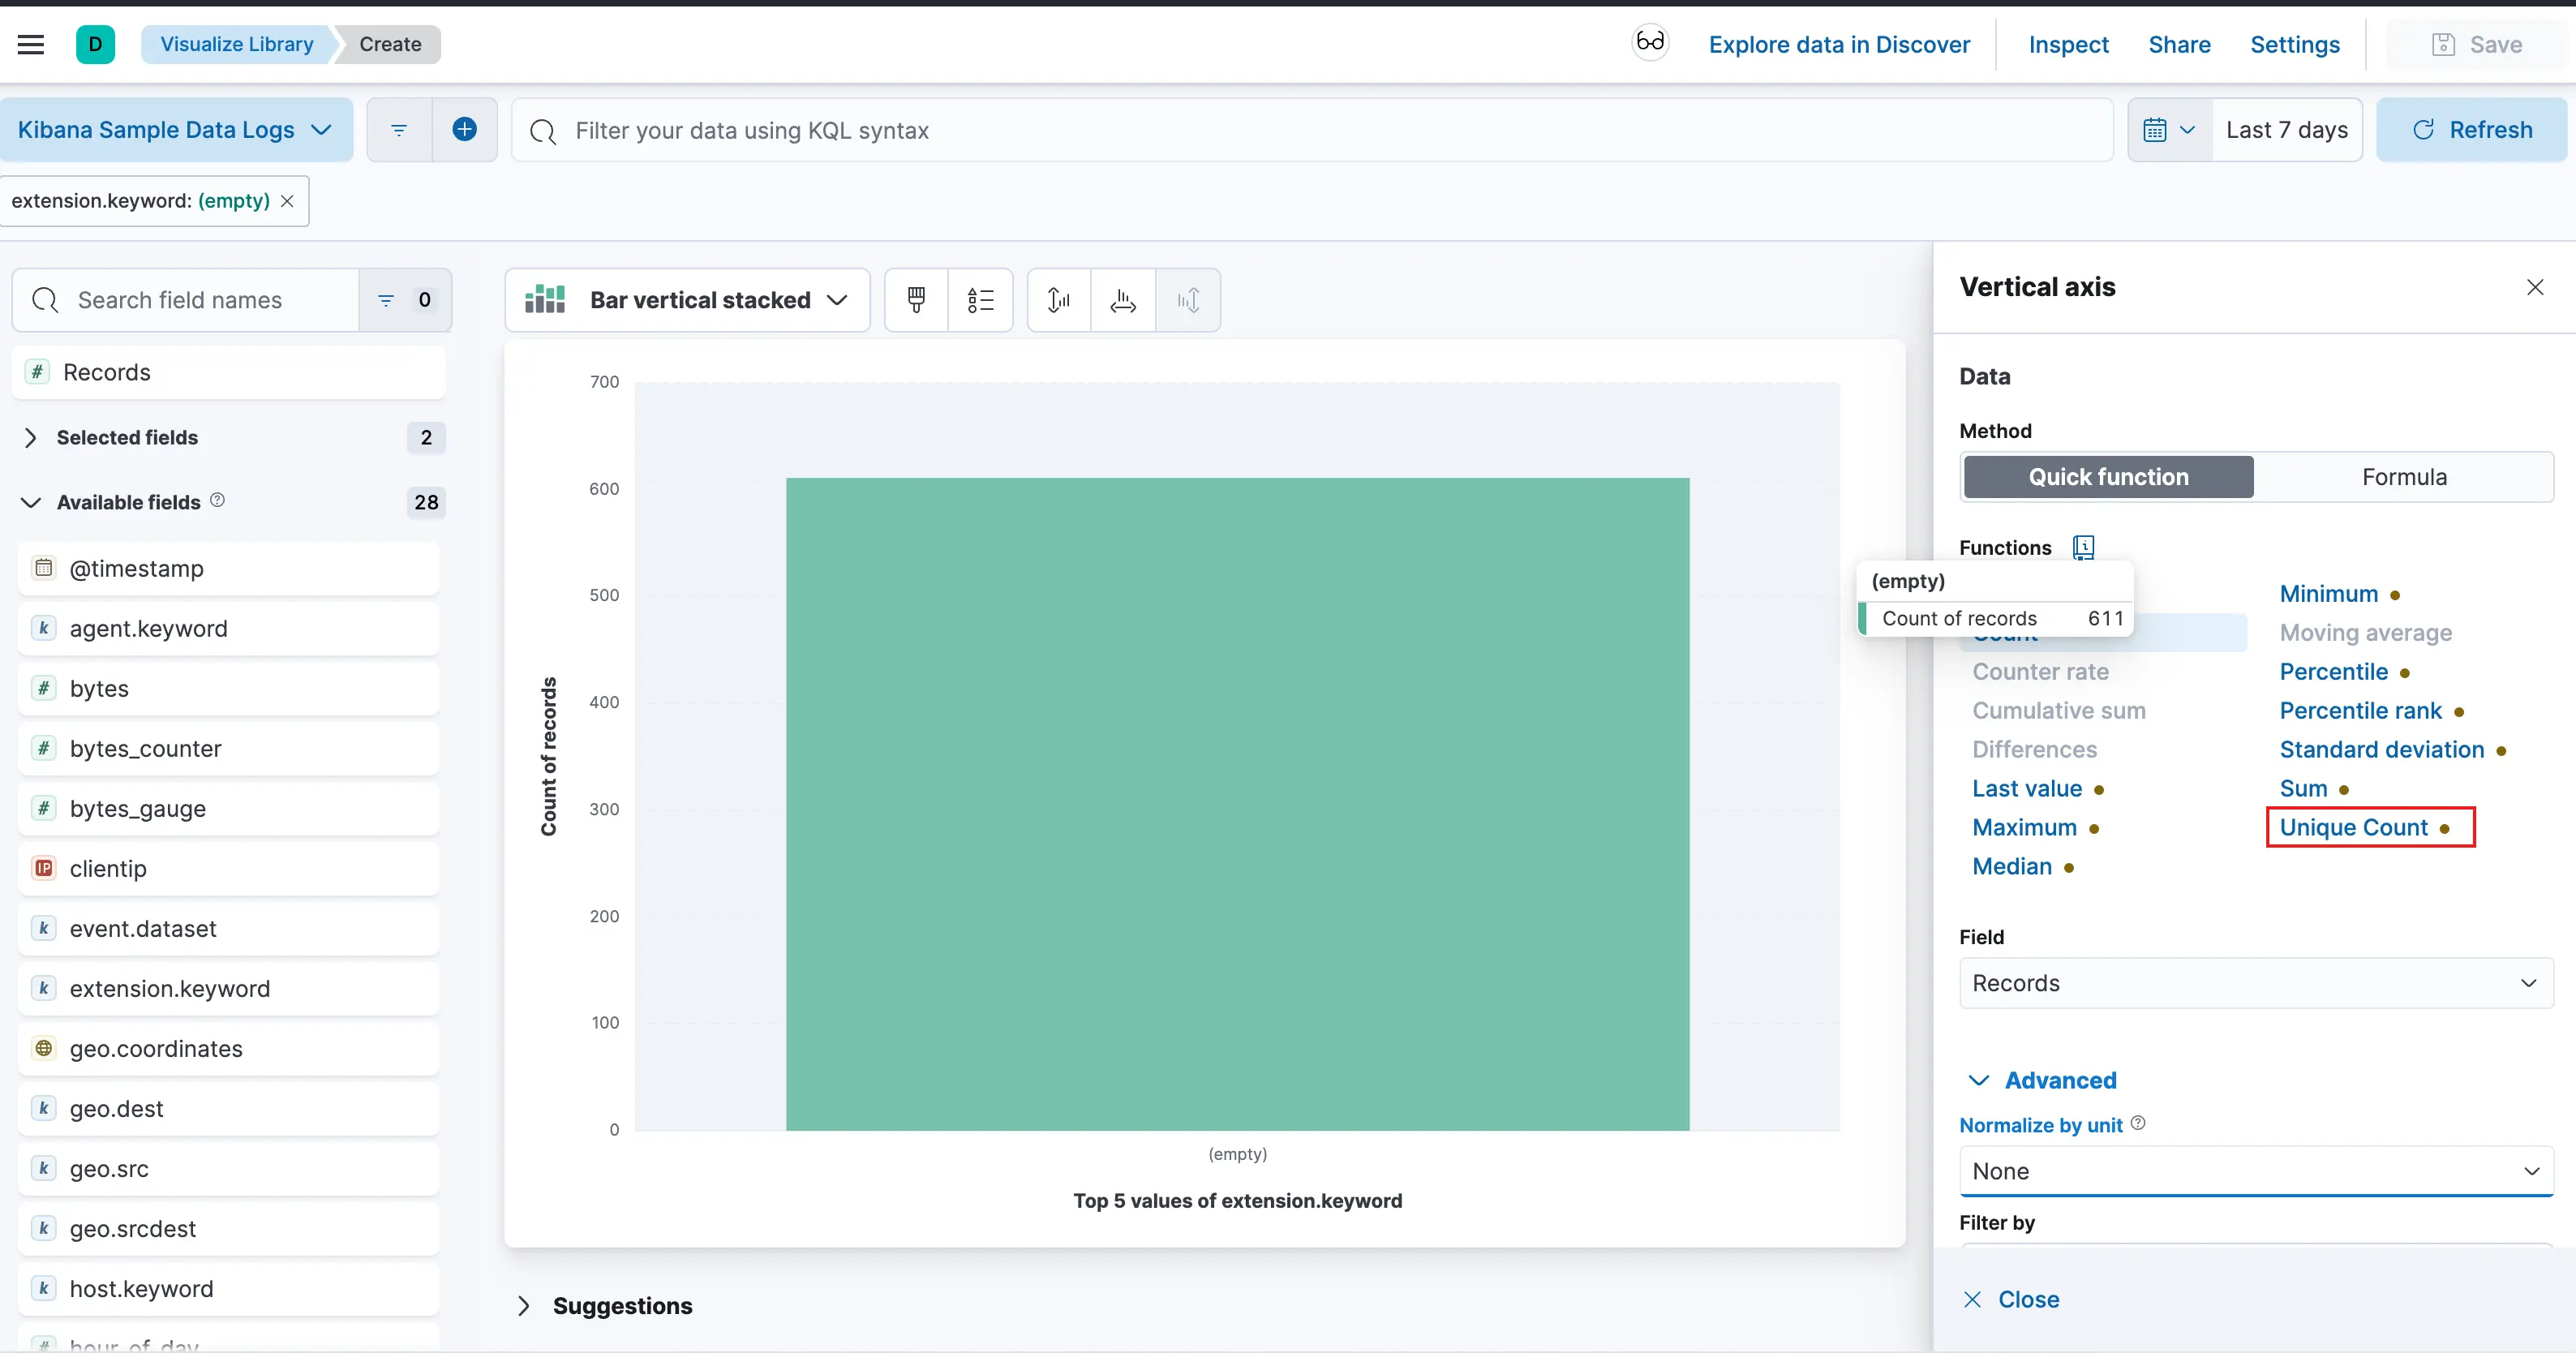 D
Visualize Library
Create
Explore data in Discover
Inspect
Share
Settings
Save
Kibana Sample Data Logs
Filter your data using KQL syntax
Last 7 days
Refresh
extension.keyword: (empty)
Search field names
0
# Records
Selected fields
2
Available fields
28
@timestamp
k agent.keyword
# bytes
# bytes_counter
# bytes_gauge
IP clientip
k event.dataset
k extension.keyword
geo.coordinates
k geo.dest
k geo.src
k geo.srcdest
k host.keyword
# hour_of_day
Bar vertical stacked
700
600
500
400
300
200
100
0
Count of records
(empty)
Top 5 values of extension.keyword
Suggestions
(empty)
Count of records 611
Vertical axis
Data
Method
Quick function
Formula
Functions
Count
Counter rate
Cumulative sum
Differences
Last value
Maximum
Median
Minimum
Moving average
Percentile
Percentile rank
Standard deviation
Sum
Unique Count
Field
Records
Advanced
Normalize by unit
None
Filter by
Close